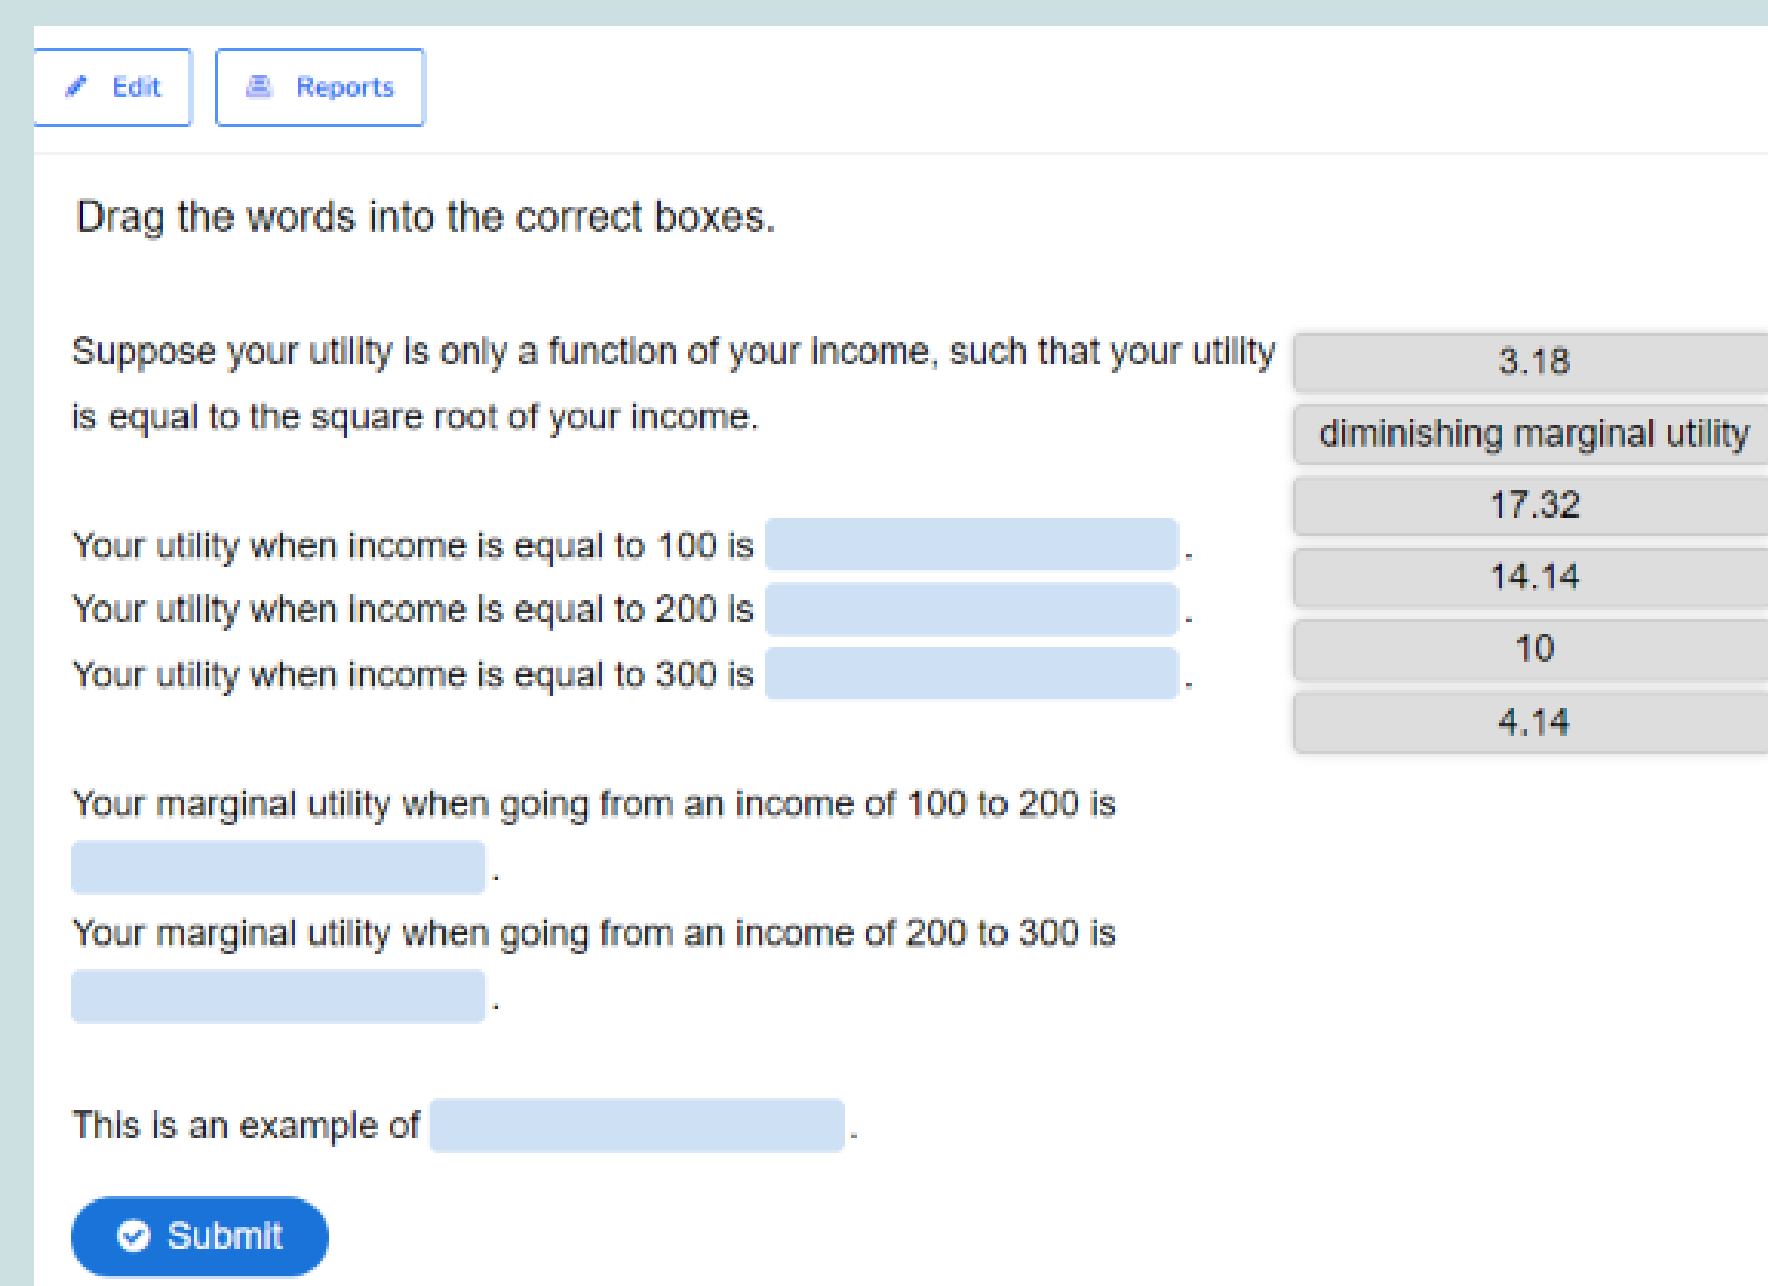 Edit Reports
Drag the words into the correct boxes.
Suppose your utility is only a function of your income, such that your utility
is equal to the square root of your income.
Your utility when income is equal to 100 is .
Your utility when income is equal to 200 is .
Your utility when income is equal to 300 is .
Your marginal utility when going from an income of 100 to 200 is
.
Your marginal utility when going from an income of 200 to 300 is
.
This is an example of .
Submit
3.18
diminishing marginal utility
17.32
14.14
10
4.14